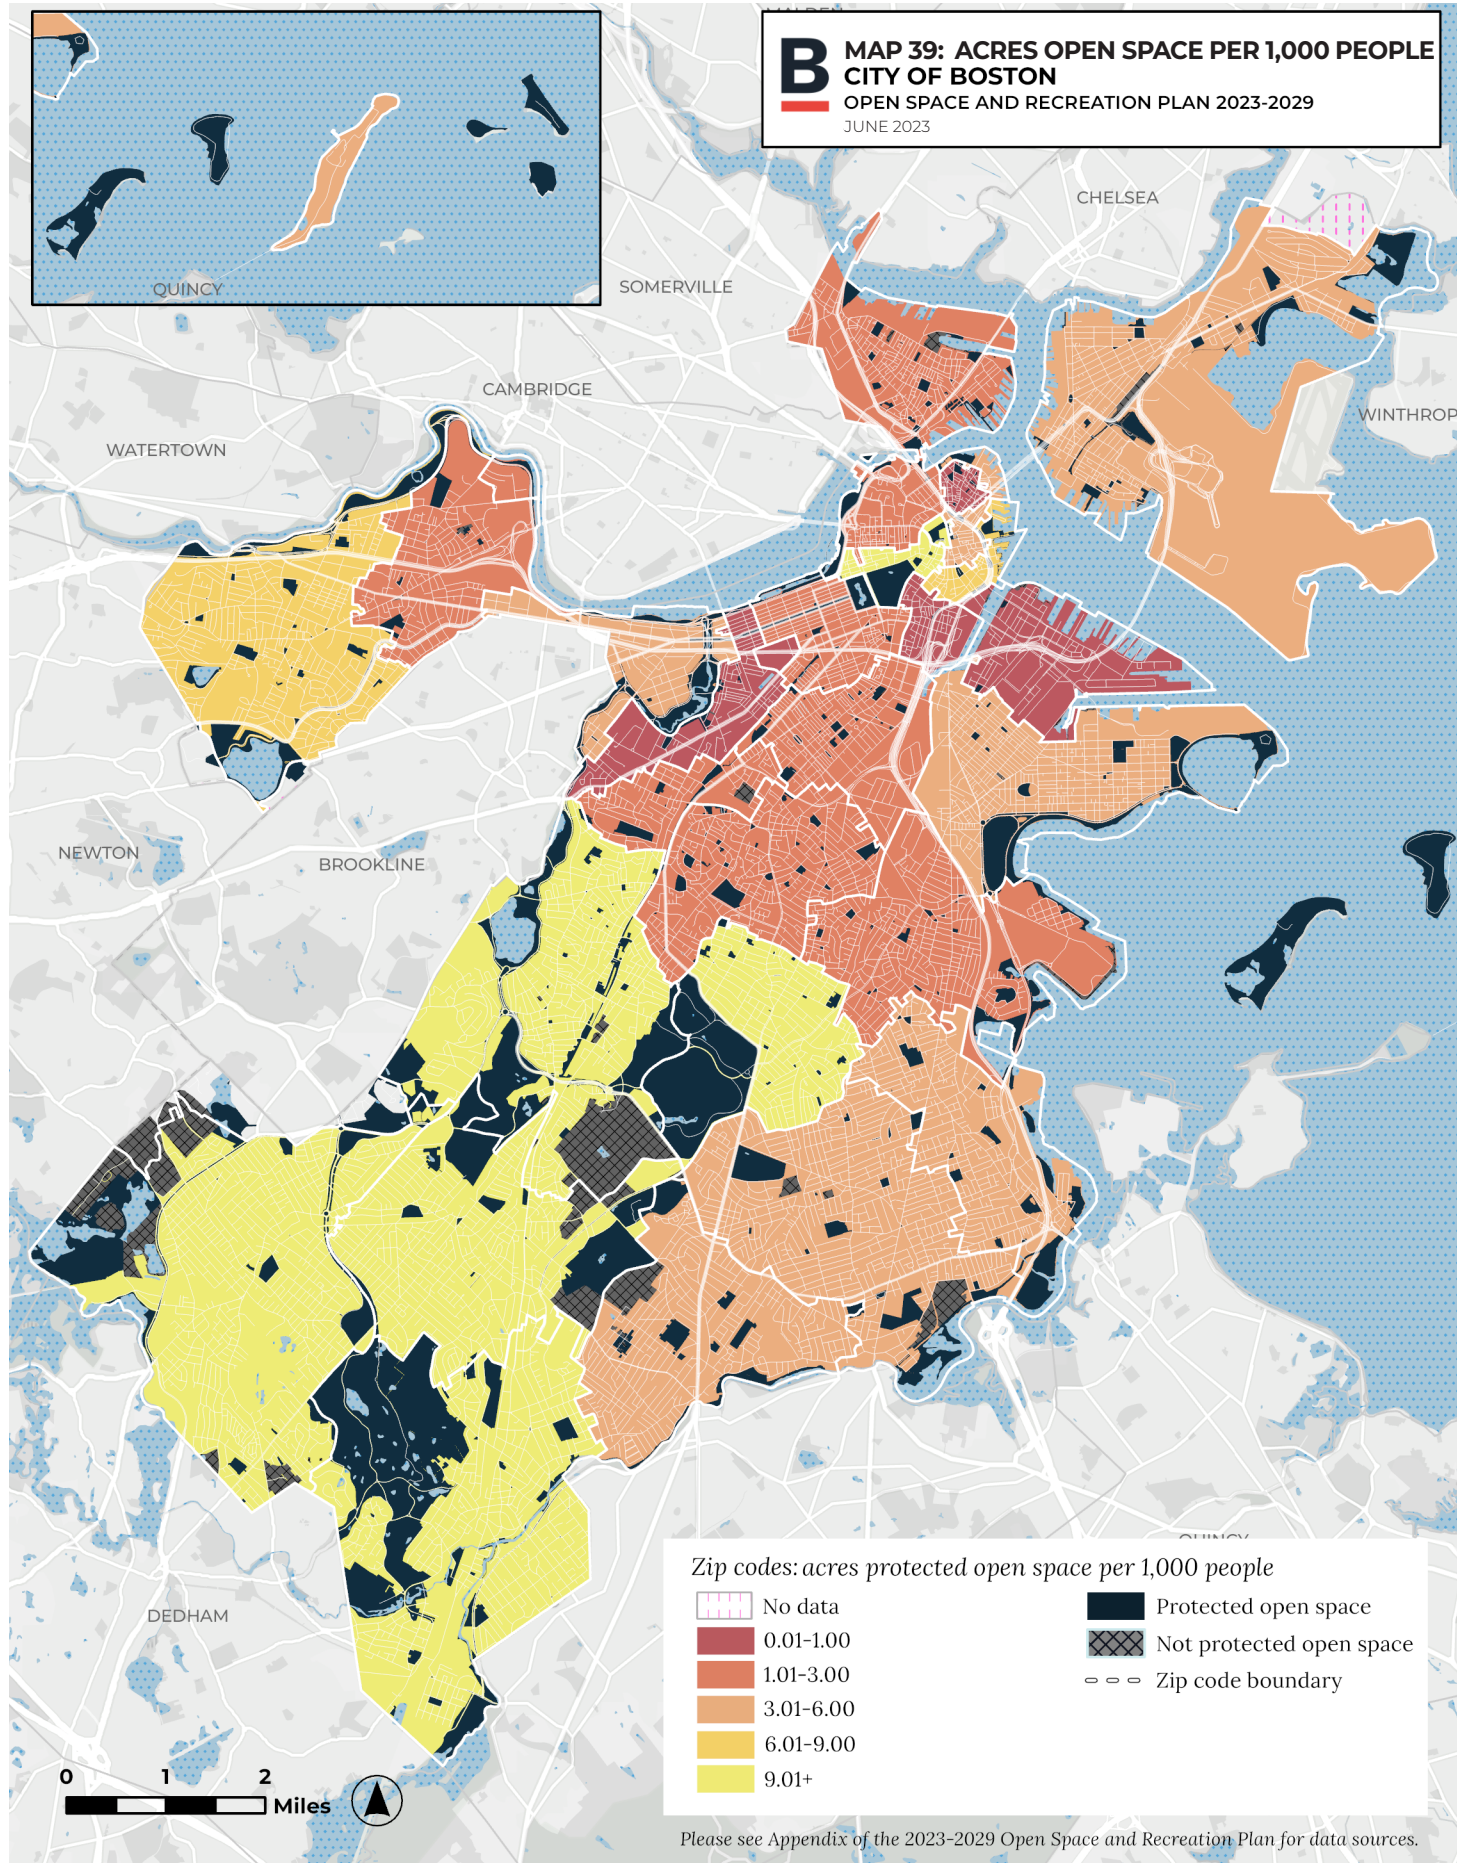 B
MAP 39: ACRES OPEN SPACE PER 1,000 PEOPLE
CITY OF BOSTON
OPEN SPACE AND RECREATION PLAN 2023-2029
JUNE 2023
CHELSEA
QUINCY
SOMERVILLE
CAMBRIDGE
WINTHROP
WATERTOWN
NEWTON
BROOKLINE
DEDHAM
Zip codes: acres protected open space per 1,000 people
No data
0.01-1.00
1.01-3.00
3.01-6.00
6.01-9.00
9.01+
Protected open space
Not protected open space
Zip code boundary
0 1 2
Miles
Please see Appendix of the 2023-2029 Open Space and Recreation Plan for data sources.